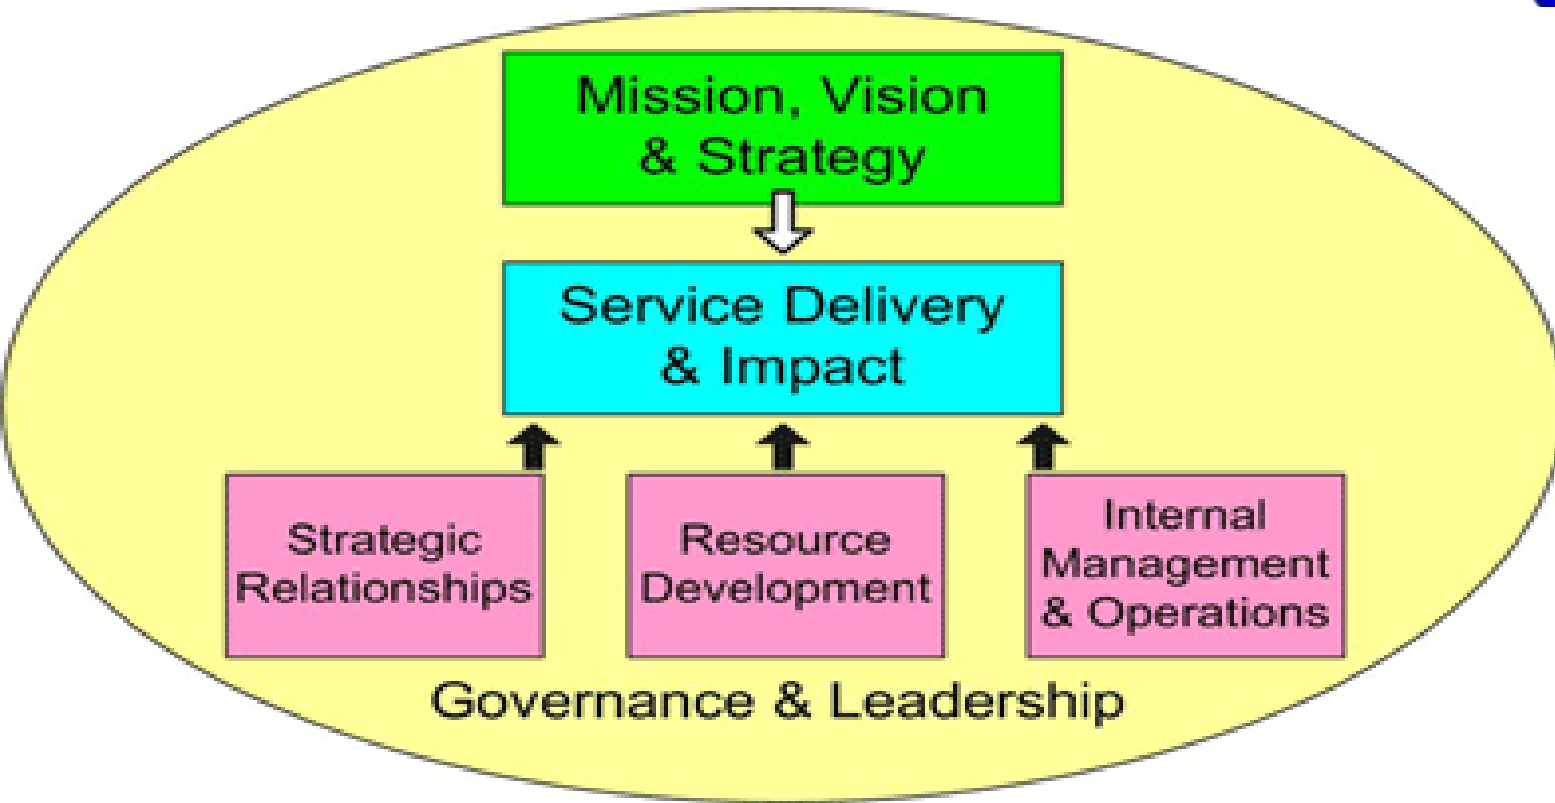 Mission, Vision
& Strategy
Service Delivery
& Impact
Strategic
Relationships
Resource
Development
Internal
Management
& Operations
Governance & Leadership